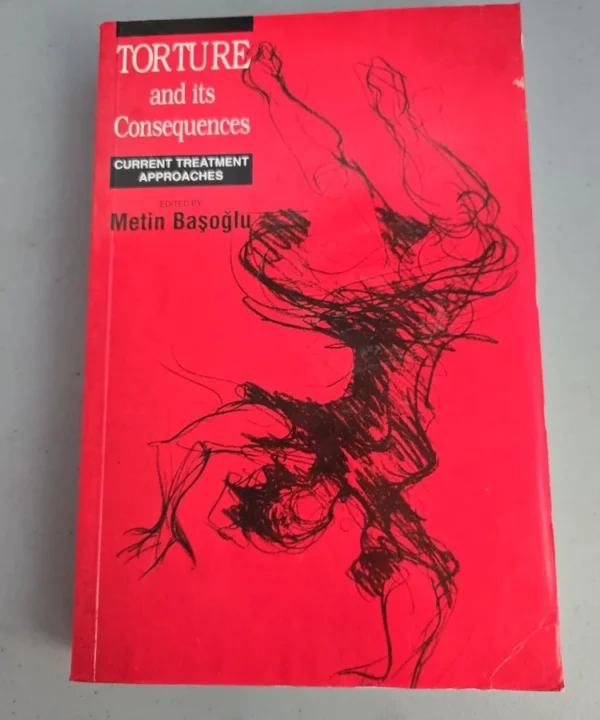 TORTURE
and its
Consequences
CURRENT TREATMENT
APPROACHES
EDITED BY
Metin Başoğlu